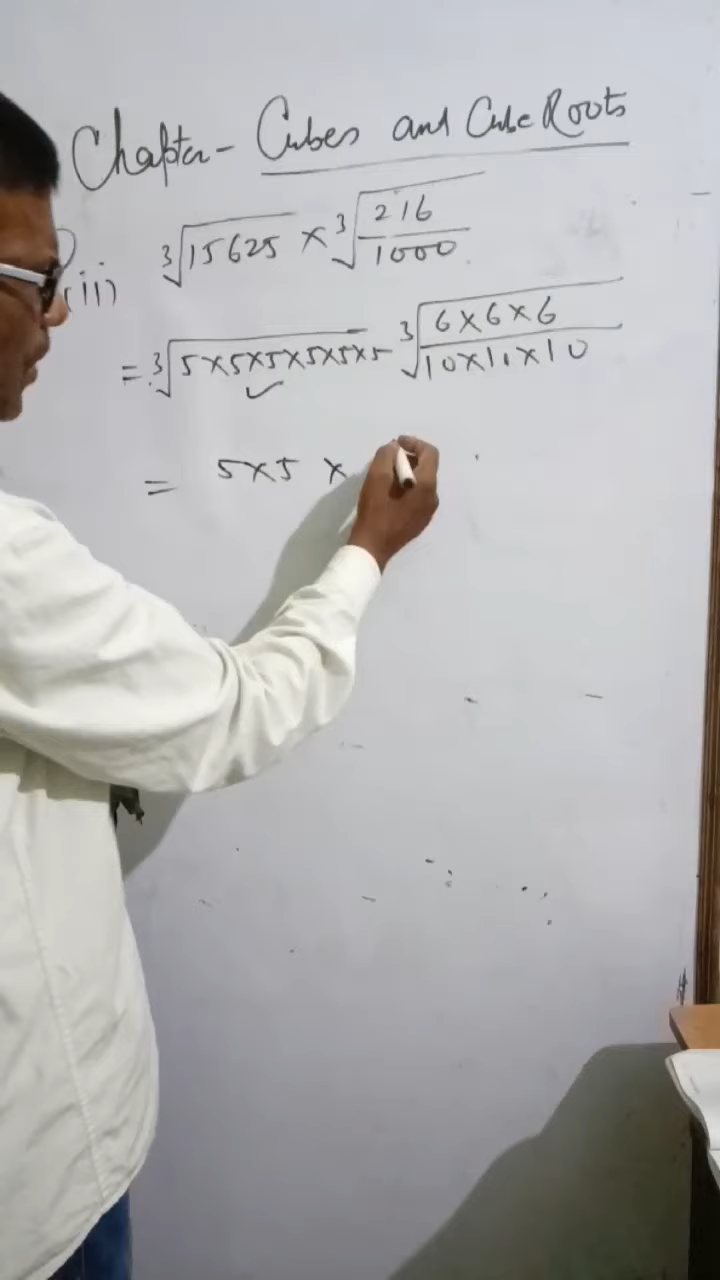 Chapter - Cubes and Cube Roots
(ii) ∛15625 × ∛(216/1000)
= ∛5×5×5×5×5×5 ∛(6×6×6/10×10×10)
= 5×5 ×